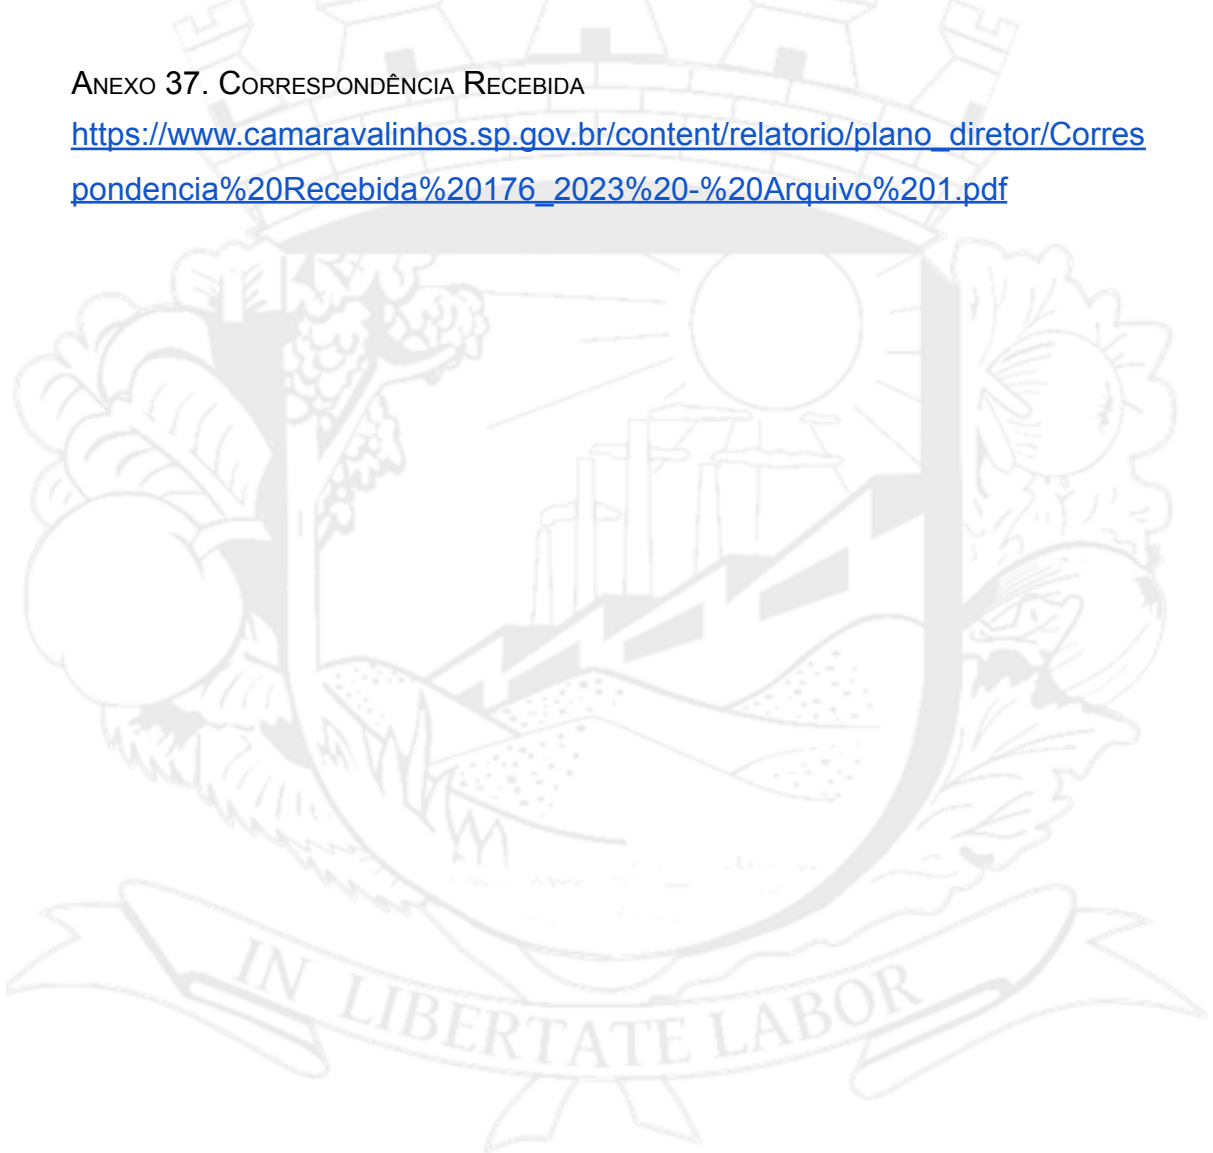 Anexo 37. Correspondência Recebida
https://www.camaravalinhos.sp.gov.br/content/relatorio/plano_diretor/Corres
pondencia%20Recebida%20176_2023%20-%20Arquivo%201.pdf
IN LIBERTATE LABOR